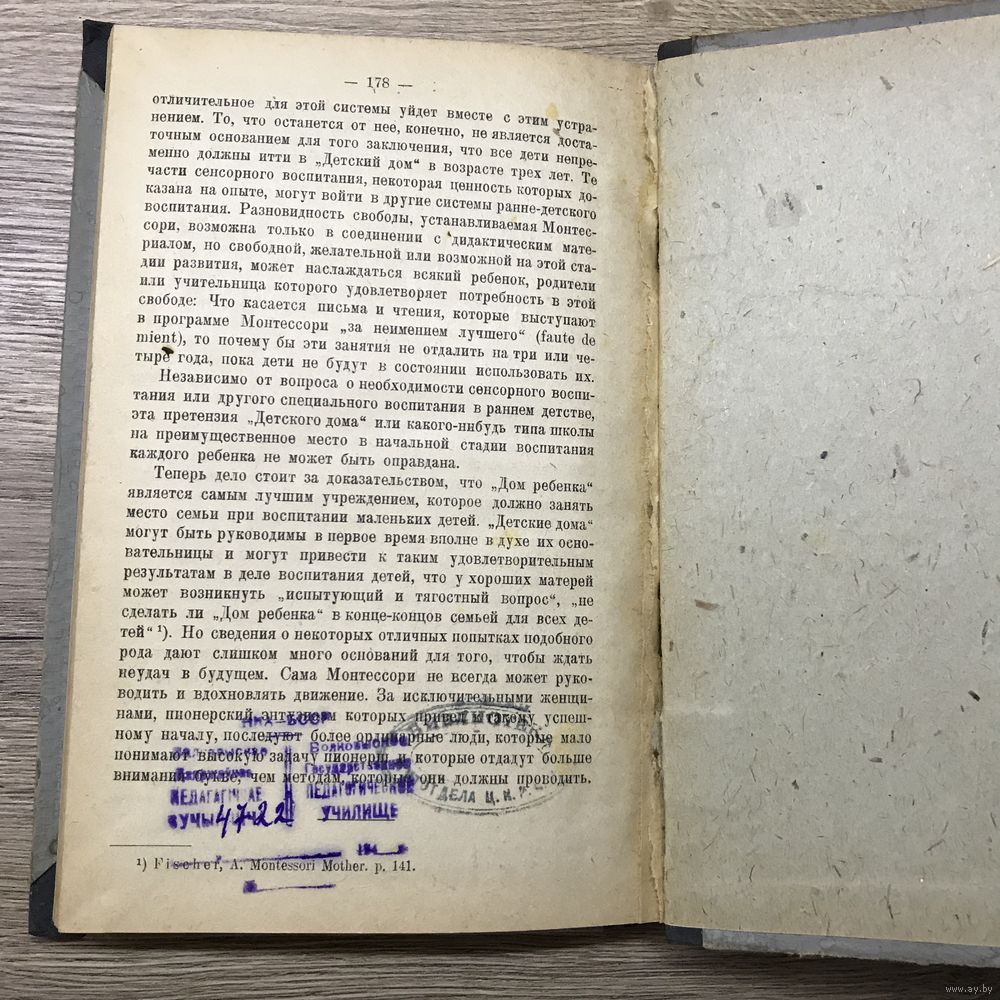 — 178 —
отличительное для этой системы уйдет вместе с этим устра-
нением. То, что останется от нее, конечно, не является доста-
точным основанием для того заключения, что все дети непре-
менно должны итти в „Детский дом“ в возрасте трех лет. Те
части сенсорного воспитания, некоторая ценность которых до-
казана на опыте, могут войти в другие системы ранне-детского
воспитания. Разновидность свободы, устанавливаемая Монтес-
сори, возможна только в соединении с дидактическим мате-
риалом, но свободной, желательной или возможной на этой ста-
дии развития, может наслаждаться всякий ребенок, родители
или учительница которого удовлетворяет потребность в этой
свободе: Что касается письма и чтения, которые выступают
в программе Монтессори „за неимением лучшего“ (faute de
mient), то почему бы эти занятия не отдалить на три или че-
тыре года, пока дети не будут в состоянии использовать их.
Независимо от вопроса о необходимости сенсорного воспи-
тания или другого специального воспитания в раннем детстве,
эта претензия „Детского дома“ или какого-нибудь типа школы
на преимущественное место в начальной стадии воспитания
каждого ребенка не может быть оправдана.
Теперь дело стоит за доказательством, что „Дом ребенка“
является самым лучшим учреждением, которое должно занять
место семьи при воспитании маленьких детей. „Детские дома“
могут быть руководимы в первое время вполне в духе их осно-
вательницы и могут привести к таким удовлетворительным
результатам в деле воспитания детей, что у хороших матерей
может возникнуть „испытующий и тягостный вопрос“, „не
сделать ли „Дом ребенка“ в конце-концов семьей для всех де-
тей“ ¹). Но сведения о некоторых отличных попытках подобного
рода дают слишком много оснований для того, чтобы ждать
неудач в будущем. Сама Монтессори не всегда может руко-
водить и вдохновлять движение. За исключительными женщи-
нами, пионерский энтузиазм которых привел к такому успеш-
ному началу, последуют более ординарные люди, которые мало
понимают высокую задачу пионеры, и которые отдадут больше
внимания букве, чем методам, которые они должны проводить.
НКА-БССР
Волковысское
Государственное
ПЕДАГАГІЧНАЕ
ПЕДАГОГИЧЕСКОЕ
ВУЧЫ
4722
УЧИЛИЩЕ
ОТДЕЛА Ц. К.
194
¹) Fischer, A. Montessori Mother. p. 141.
www.ay.by